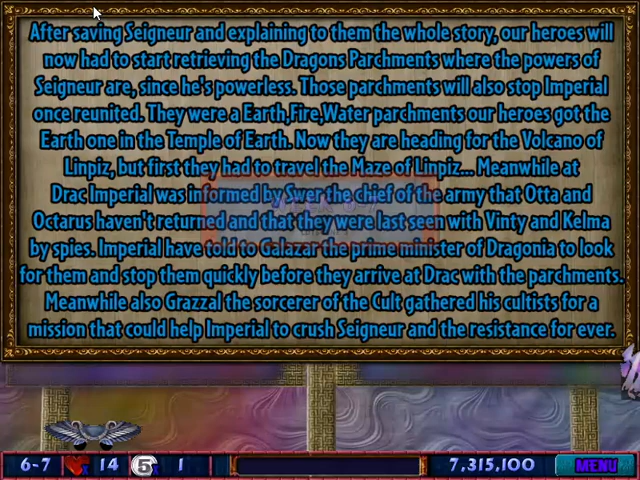 After saving Seigneur and explaining to them the whole story, our heroes will
now had to start retrieving the Dragons Parchments where the powers of
Seigneur are, since he's powerless. Those parchments will also stop Imperial
once reunited. They were a Earth,Fire,Water parchments our heroes got the
Earth one in the Temple of Earth. Now they are heading for the Volcano of
Linpiz, but first they had to travel the Maze of Linpiz... Meanwhile at
Drac Imperial was informed by Swer the chief of the army that Otta and
Octarus haven't returned and that they were last seen with Vinty and Kelma
by spies. Imperial have told to Galazar the prime minister of Dragonia to look
for them and stop them quickly before they arrive at Drac with the parchments.
Meanwhile also Grazzal the sorcerer of the Cult gathered his cultists for a
mission that could help Imperial to crush Seigneur and the resistance for ever.
6-7 x 14 5 x 1 7,315,100 MENU